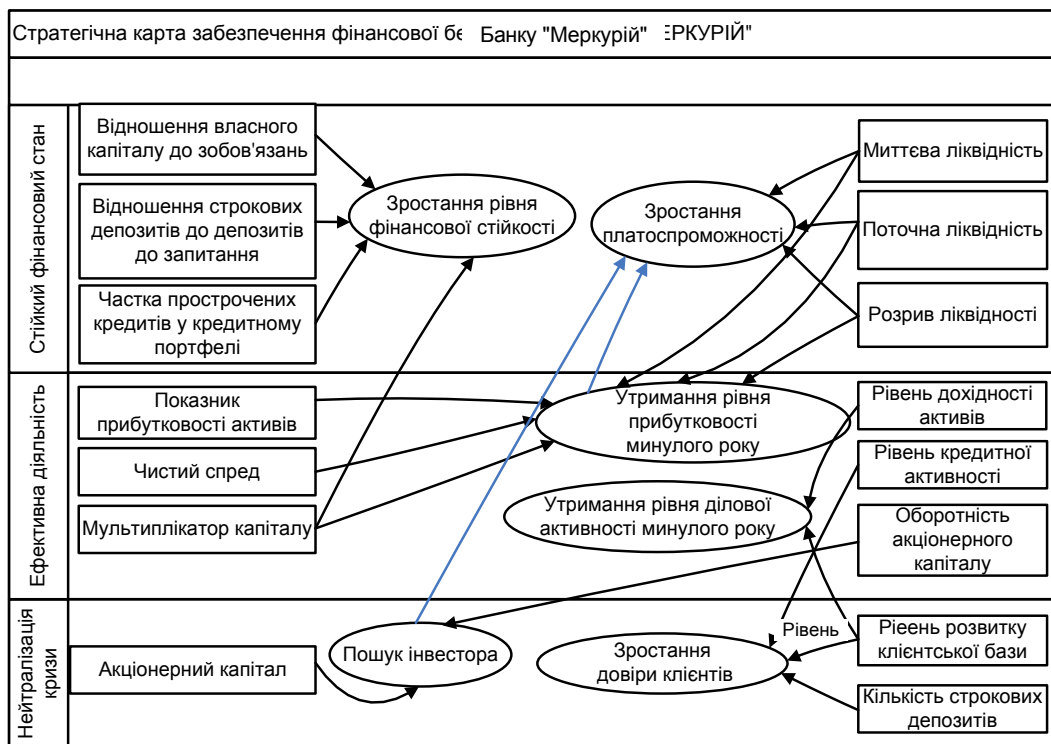 Стратегічна карта забезпечення фінансової бе Банку "Меркурій" ЕРКУРІЙ"
Стійкий фінансовий стан
Відношення власного
капіталу до зобов'язань
Відношення строкових
депозитів до депозитів
до запитання
Частка прострочених
кредитів у кредитному
портфелі
Зростання рівня
фінансової стійкості
Зростання
платоспроможності
Миттєва ліквідність
Поточна ліквідність
Розрив ліквідності
Ефективна діяльність
Показник
прибутковості активів
Чистий спред
Мультиплікатор капіталу
Утримання рівня
прибутковості
минулого року
Утримання рівня ділової
активності минулого року
Рівень дохідності
активів
Рівень кредитної
активності
Оборотність
акціонерного
капіталу
Нейтралізація
кризи
Акціонерний капітал
Пошук інвестора
Зростання
довіри клієнтів
Рівень
Ріеень розвитку
клієнтської бази
Кількість строкових
депозитів